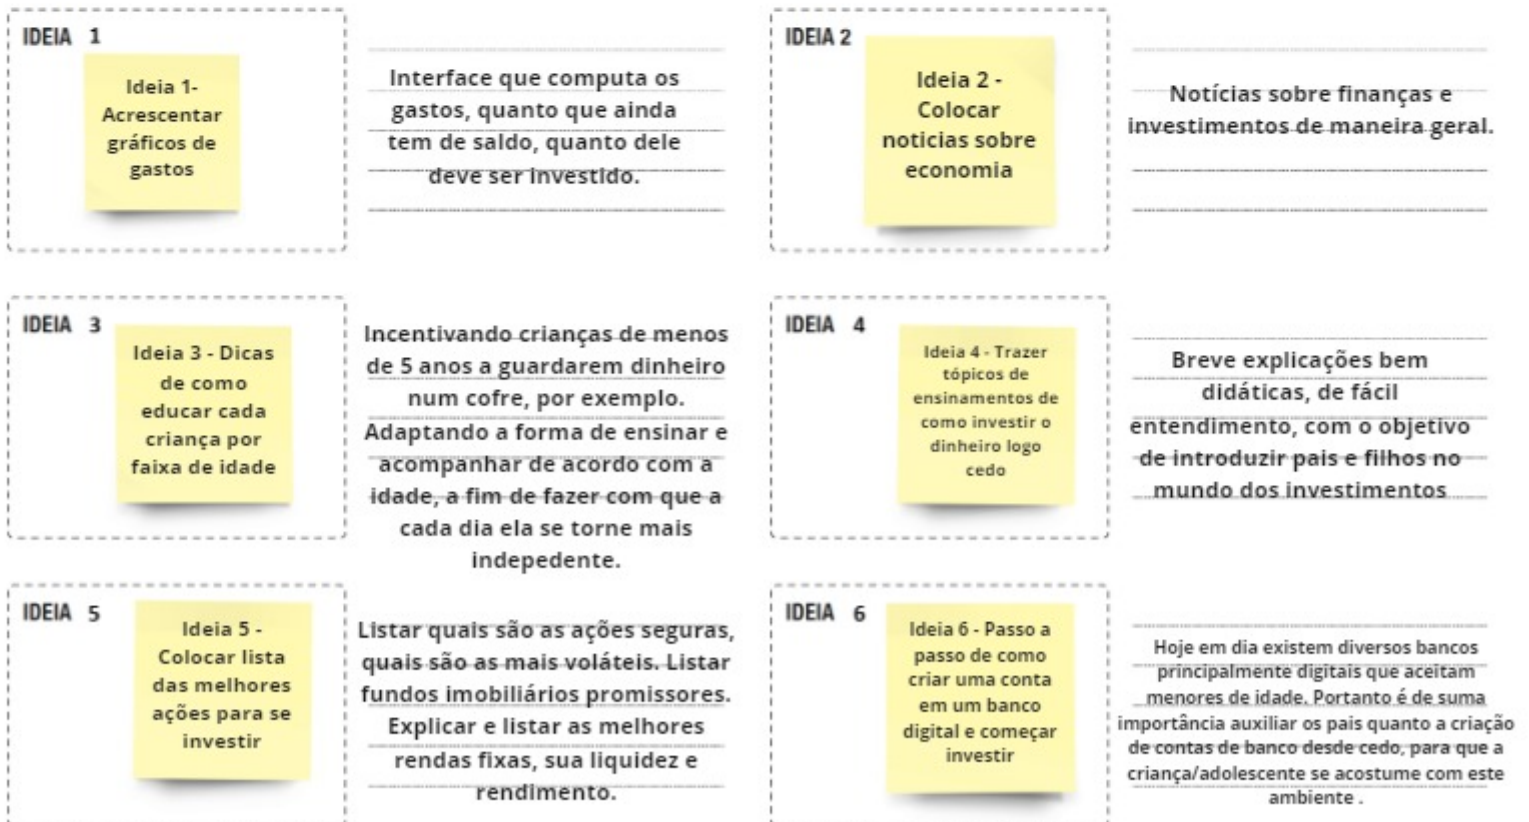 IDEIA 1
Ideia 1-
Acrescentar
gráficos de
gastos
Interface que computa os
gastos, quanto que ainda
tem de saldo, quanto dele
deve ser investido.
IDEIA 2
Ideia 2 -
Colocar
noticias sobre
economia
Notícias sobre finanças e
investimentos de maneira geral.
IDEIA 3
Ideia 3 - Dicas
de como
educar cada
criança por
faixa de idade
Incentivando crianças de menos
de 5 anos a guardarem dinheiro
num cofre, por exemplo.
Adaptando a forma de ensinar e
acompanhar de acordo com a
idade, a fim de fazer com que a
cada dia ela se torne mais
indepedente.
IDEIA 4
Ideia 4 - Trazer
tópicos de
ensinamentos de
como investir o
dinheiro logo
cedo
Breve explicações bem
didáticas, de fácil
entendimento, com o objetivo
de introduzir pais e filhos no
mundo dos investimentos
IDEIA 5
Ideia 5 -
Colocar lista
das melhores
ações para se
investir
Listar quais são as ações seguras,
quais são as mais voláteis. Listar
fundos imobiliários promissores.
Explicar e listar as melhores
rendas fixas, sua liquidez e
rendimento.
IDEIA 6
Ideia 6 - Passo a
passo de como
criar uma conta
em um banco
digital e começar
investir
Hoje em dia existem diversos bancos
principalmente digitais que aceitam
menores de idade. Portanto é de suma
importância auxiliar os pais quanto a criação
de contas de banco desde cedo, para que a
criança/adolescente se acostume com este
ambiente .